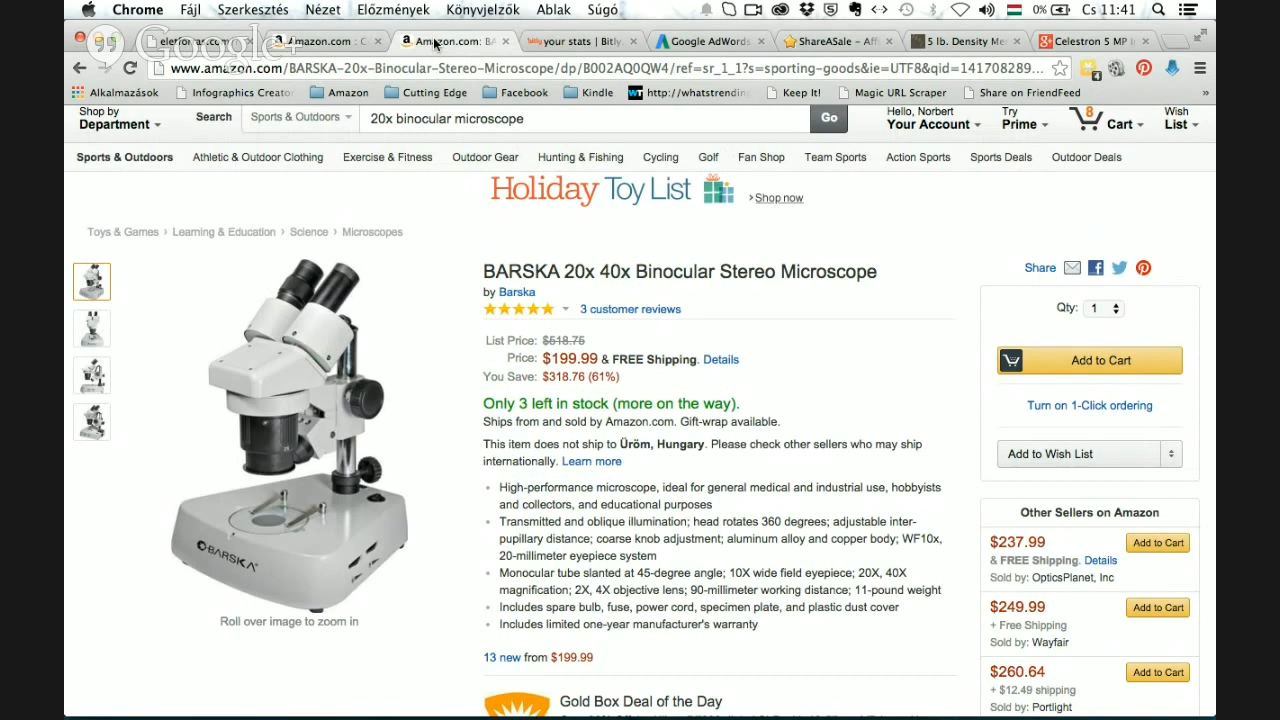 Chrome Fájl Szerkesztés Nézet Előzmények Könyvjelzők Ablak Súgó 0% Cs 11:41
Google+
Amazon.com : C Amazon.com: BA your stats | Bitly. Google AdWords ShareASale - Affi 5 lb. Density Me Celestron 5 MP
www.amazon.com/BARSKA-20x-Binocular-Stereo-Microscope/dp/B002AQ0QW4/ref=sr_1_1?s=sporting-goods&ie=UTF8&qid=141708289... 4
Alkalmazások Infographics Creator Amazon Cutting Edge Facebook Kindle http://whatstrendin Keep It! Magic URL Scraper Share on FriendFeed »
Shop by
Department
Search Sports & Outdoors 20x binocular microscope Go
Hello, Norbert
Your Account
Try
Prime
8
Cart
Wish
List
Sports & Outdoors Athletic & Outdoor Clothing Exercise & Fitness Outdoor Gear Hunting & Fishing Cycling Golf Fan Shop Team Sports Action Sports Sports Deals Outdoor Deals
Holiday Toy List › Shop now
Toys & Games › Learning & Education › Science › Microscopes
BARSKA 20x 40x Binocular Stereo Microscope
by Barska
3 customer reviews
List Price: $518.75
Price: $199.99 & FREE Shipping. Details
You Save: $318.76 (61%)
Only 3 left in stock (more on the way).
Ships from and sold by Amazon.com. Gift-wrap available.
This item does not ship to Üröm, Hungary. Please check other sellers who may ship
internationally. Learn more
• High-performance microscope, ideal for general medical and industrial use, hobbyists
and collectors, and educational purposes
• Transmitted and oblique illumination; head rotates 360 degrees; adjustable inter-
pupillary distance; coarse knob adjustment; aluminum alloy and copper body; WF10x,
20-millimeter eyepiece system
• Monocular tube slanted at 45-degree angle; 10X wide field eyepiece; 20X, 40X
magnification; 2X, 4X objective lens; 90-millimeter working distance; 11-pound weight
• Includes spare bulb, fuse, power cord, specimen plate, and plastic dust cover
• Includes limited one-year manufacturer's warranty
13 new from $199.99
Gold Box Deal of the Day
BARSKA
Roll over image to zoom in
Share
Qty: 1
Add to Cart
Turn on 1-Click ordering
Add to Wish List
Other Sellers on Amazon
$237.99 Add to Cart
& FREE Shipping. Details
Sold by: OpticsPlanet, Inc
$249.99 Add to Cart
+ Free Shipping
Sold by: Wayfair
$260.64 Add to Cart
+ $12.49 shipping
Sold by: Portlight